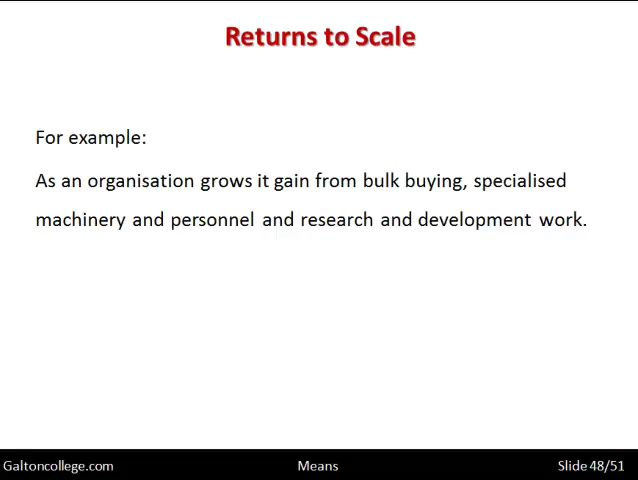 Returns to Scale
For example:
As an organisation grows it gain from bulk buying, specialised
machinery and personnel and research and development work.
Galtoncollege.com
Means
Slide 48/51